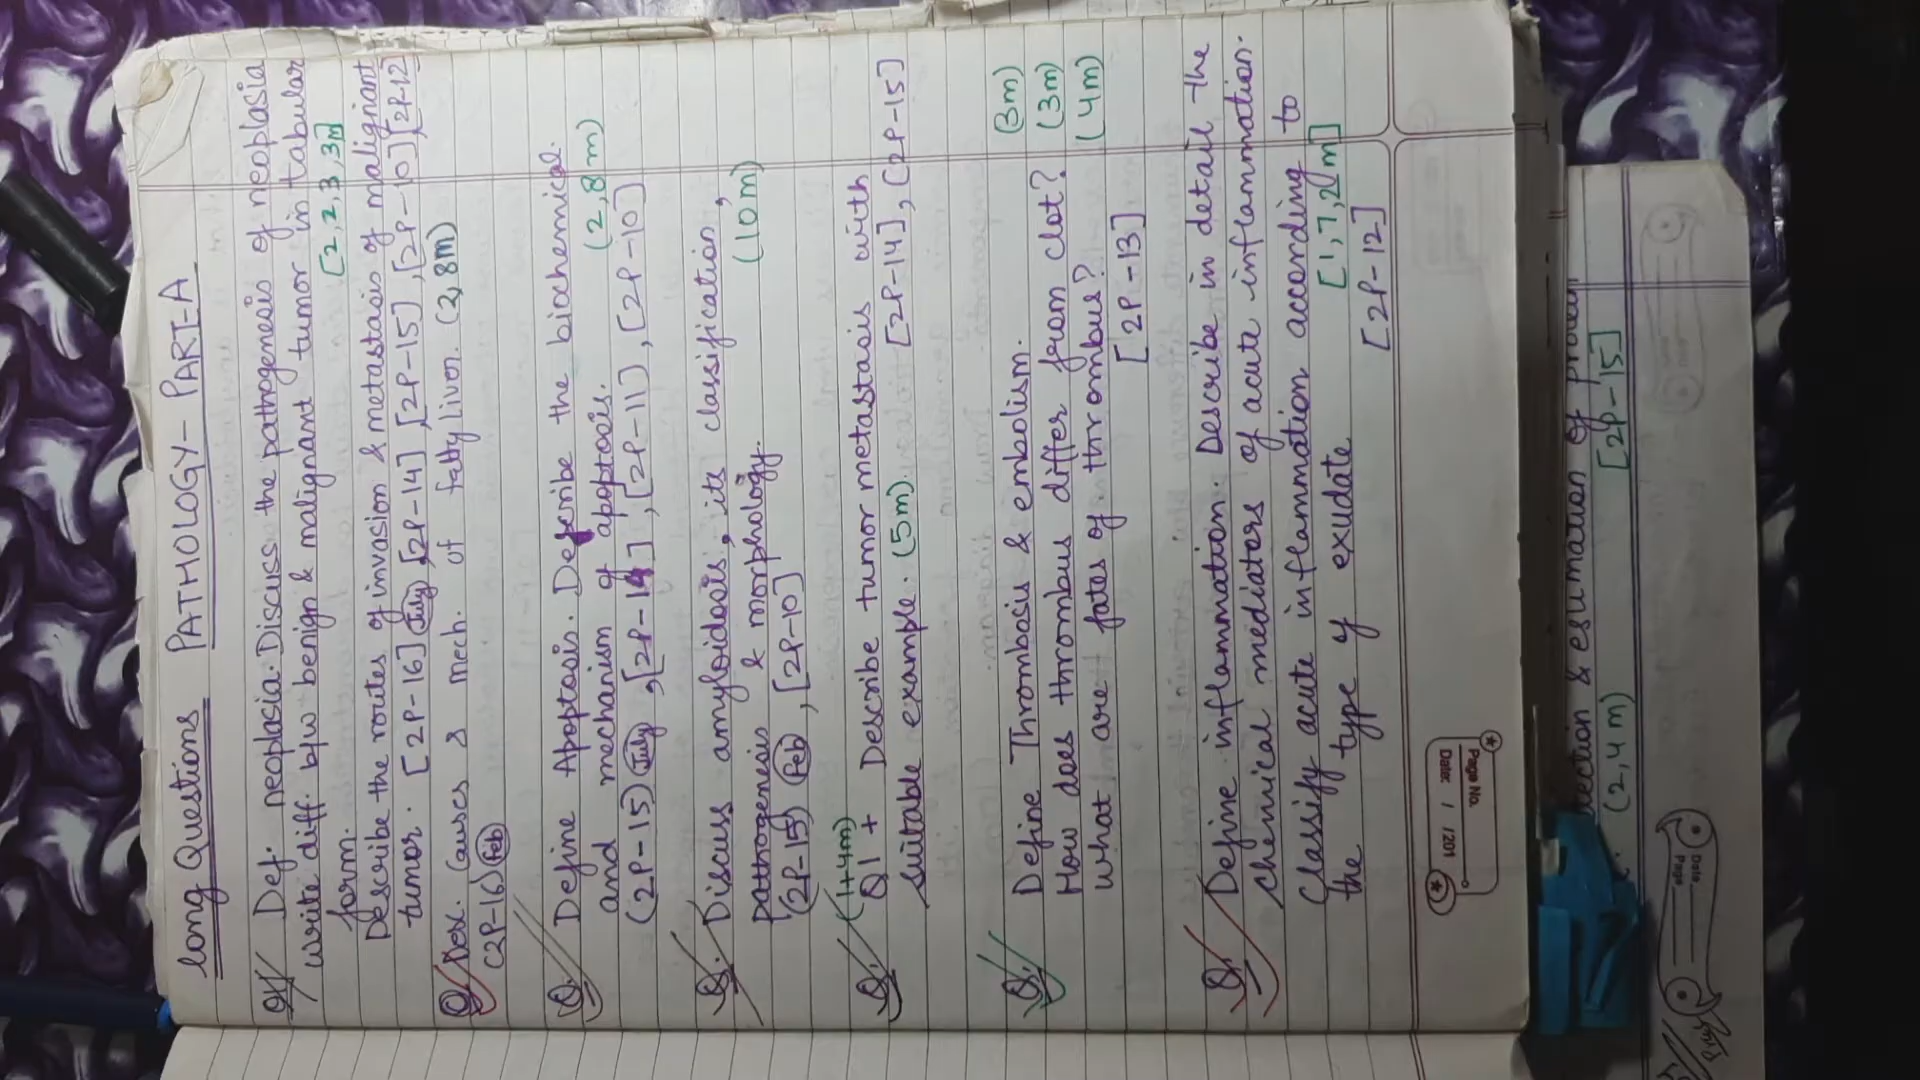 long Questions PATHOLOGY - PART-A
Q1 Def. neoplasia. Discuss the pathogenesis of neoplasia
write diff. b/w benign & malignant tumor in tabular
form. [2,2,3,3m]
Describe the routes of invasion & metastasis of malignant
tumor. [2P-16] July, [2P-14], [2P-15], [2P-10], [2P-12]
Q. Desc. Causes & mech. of fatty liver. (2,8m)
(2P-16) Feb
Q. Define Apoptosis. Describe the biochemical
and mechanism of apoptosis. (2,8m)
(2P-15) July, [2P-14], [2P-11], [2P-10]
Q. Discuss amyloidosis, its classification,
pathogenesis & morphology. (10m)
(2P-15) Feb, [2P-10]
(1+4m)
Q. Q1 + Describe tumor metastasis with
suitable example. (5m). [2P-14], (2P-15]
Q. Define Thrombosis & embolism. (3m)
How does thrombus differ from clot? (3m)
What are fates of thrombus? (4m)
[2P-13]
Q. Define inflammation. Describe in detail the
chemical mediators of acute inflammation.
Classify acute inflammation according to
the type of exudate [1,7,2m]
[2P-12]
Page No.
Date: / /201
& estimation of
(2,4 m) [2P-15]
Date
Page